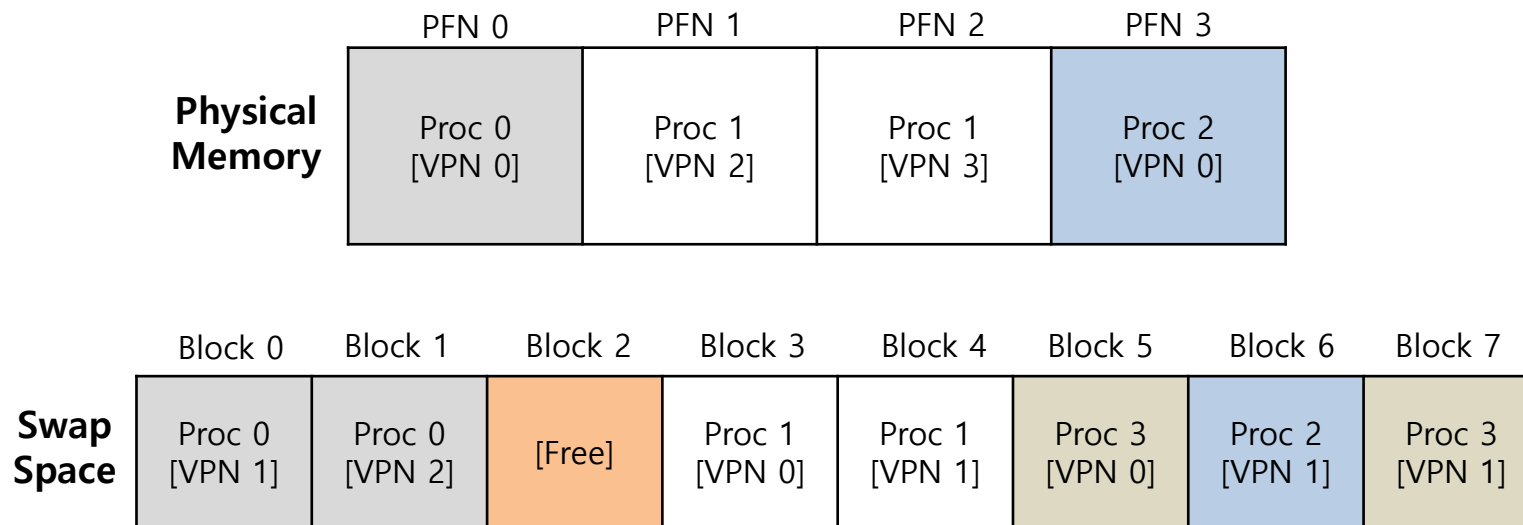 PFN 0 PFN 1 PFN 2 PFN 3
Physical
Memory
Proc 0
[VPN 0]
Proc 1
[VPN 2]
Proc 1
[VPN 3]
Proc 2
[VPN 0]
Block 0 Block 1 Block 2 Block 3 Block 4 Block 5 Block 6 Block 7
Swap
Space
Proc 0
[VPN 1]
Proc 0
[VPN 2]
[Free]
Proc 1
[VPN 0]
Proc 1
[VPN 1]
Proc 3
[VPN 0]
Proc 2
[VPN 1]
Proc 3
[VPN 1]